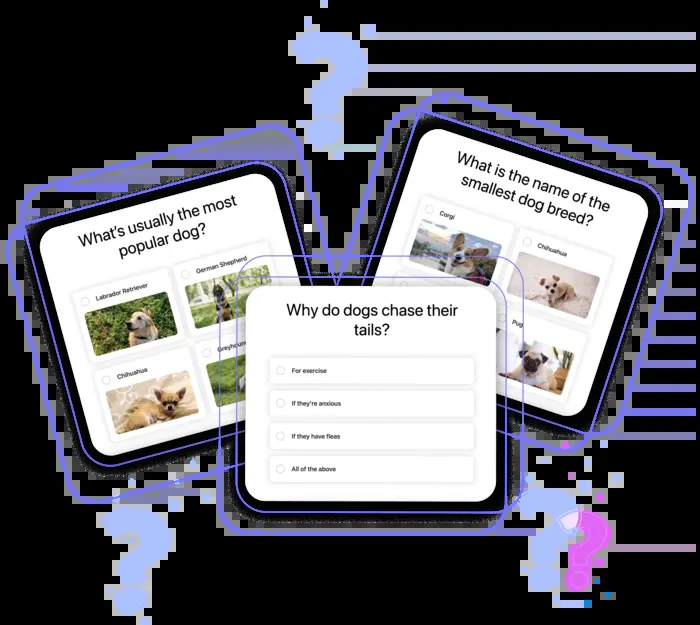 What's usually the most
popular dog?
Labrador Retriever
German Shepherd
Chihuahua
What is the name of the
smallest dog breed?
Corgi
Chihuahua
Pug
Why do dogs chase their
tails?
For exercise
If they're anxious
If they have fleas
All of the above